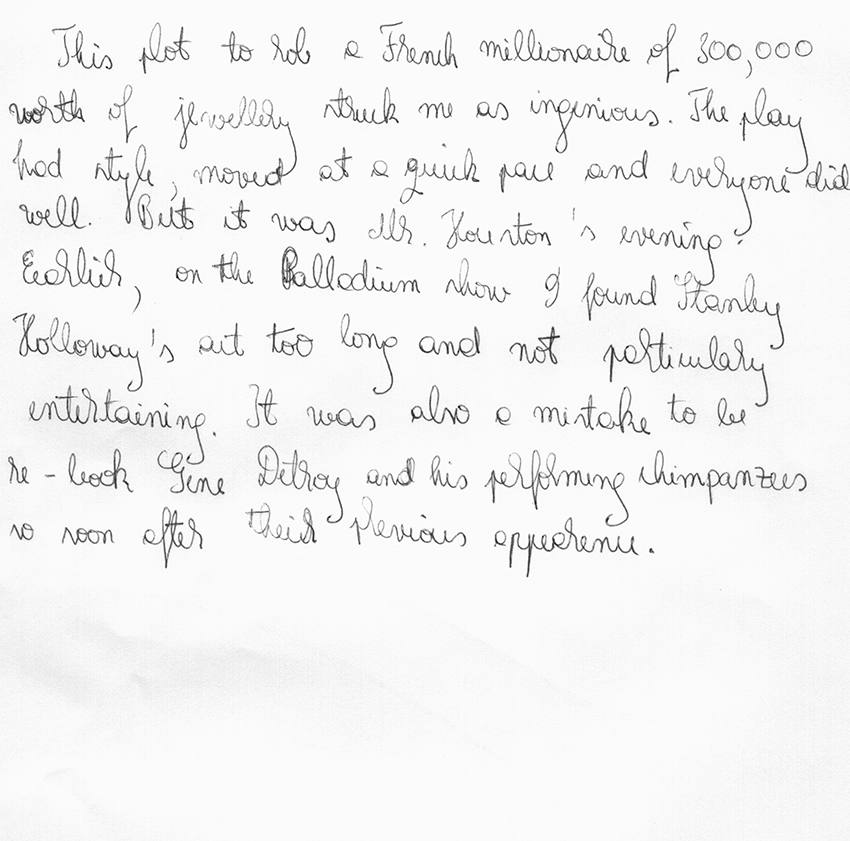 This plot to rob a French millionaire of 300,000
worth of jewellery struck me as ingenious. The play
had style, moved at a quick pace and everyone did
well. But it was Mr. Houston's evening.
Earlier, on the Palladium show I found Stanley
Holloway's act too long and not particulary
entertaining. It was also a mistake to be
re-book Gene Detroy and his performing chimpanzees
so soon after their previous appearence.